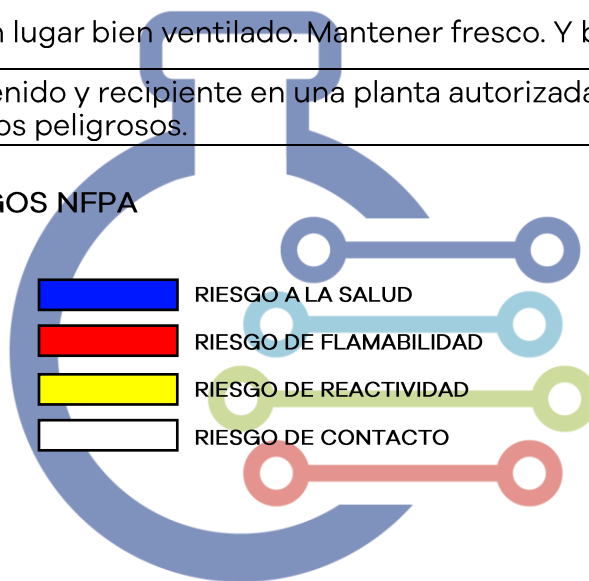 lugar bien ventilado. Mantener fresco. Y
enido y recipiente en una planta autorizada
os peligrosos.
GOS NFPA
RIESGO A LA SALUD
RIESGO DE FLAMABILIDAD
RIESGO DE REACTIVIDAD
RIESGO DE CONTACTO